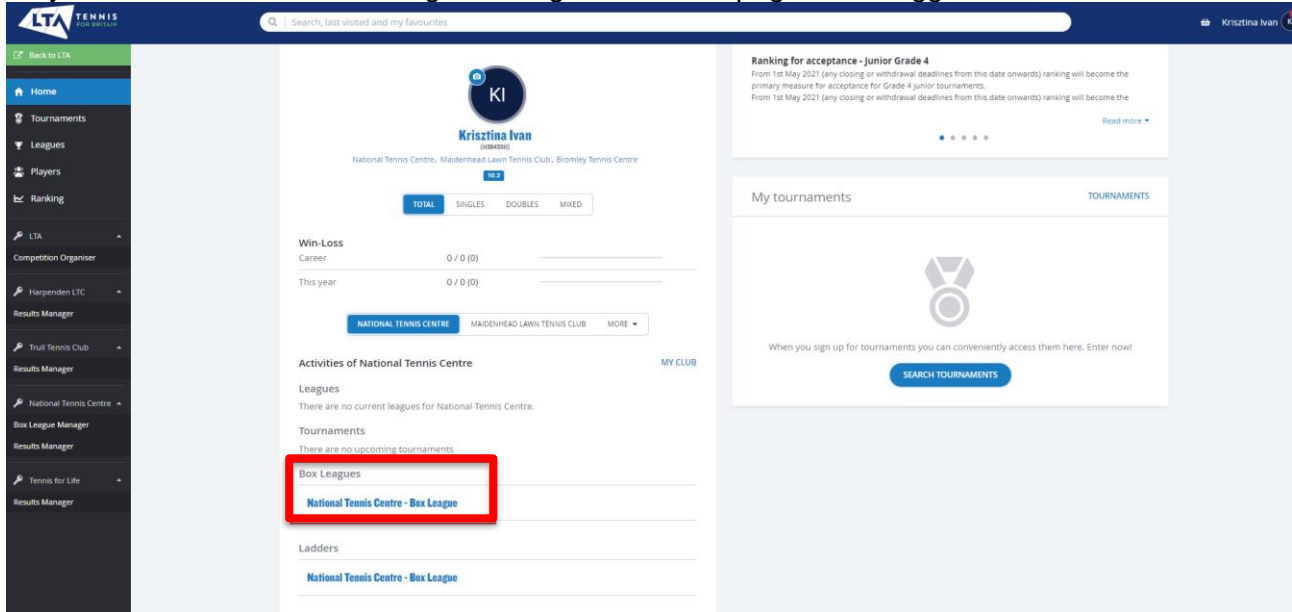 LTA TENNIS
FOR BRITAIN
Search, last visited and my favourites
Krisztina Ivan
Back to LTA
Home
Tournaments
Leagues
Players
Ranking
LTA
Competition Organiser
Harpenden LTC
Results Manager
Trull Tennis Club
Results Manager
National Tennis Centre
Box League Manager
Results Manager
Tennis for Life
Results Manager
KI
Krisztina Ivan
National Tennis Centre, Maidenhead Lawn Tennis Club, Bromley Tennis Centre
10.2
TOTAL SINGLES DOUBLES MIXED
Win-Loss
Career 0 / 0 (0)
This year 0 / 0 (0)
NATIONAL TENNIS CENTRE MAIDENHEAD LAWN TENNIS CLUB MORE
Activities of National Tennis Centre MY CLUB
Leagues
There are no current leagues for National Tennis Centre.
Tournaments
There are no upcoming tournaments
Box Leagues
National Tennis Centre - Box League
Ladders
National Tennis Centre - Box League
Ranking for acceptance - Junior Grade 4
From 1st May 2021 (any closing or withdrawal deadlines from this date onwards) ranking will become the
primary measure for acceptance for Grade 4 junior tournaments.
From 1st May 2021 (any closing or withdrawal deadlines from this date onwards) ranking will become the
Read more
My tournaments TOURNAMENTS
When you sign up for tournaments you can conveniently access them here. Enter now!
SEARCH TOURNAMENTS